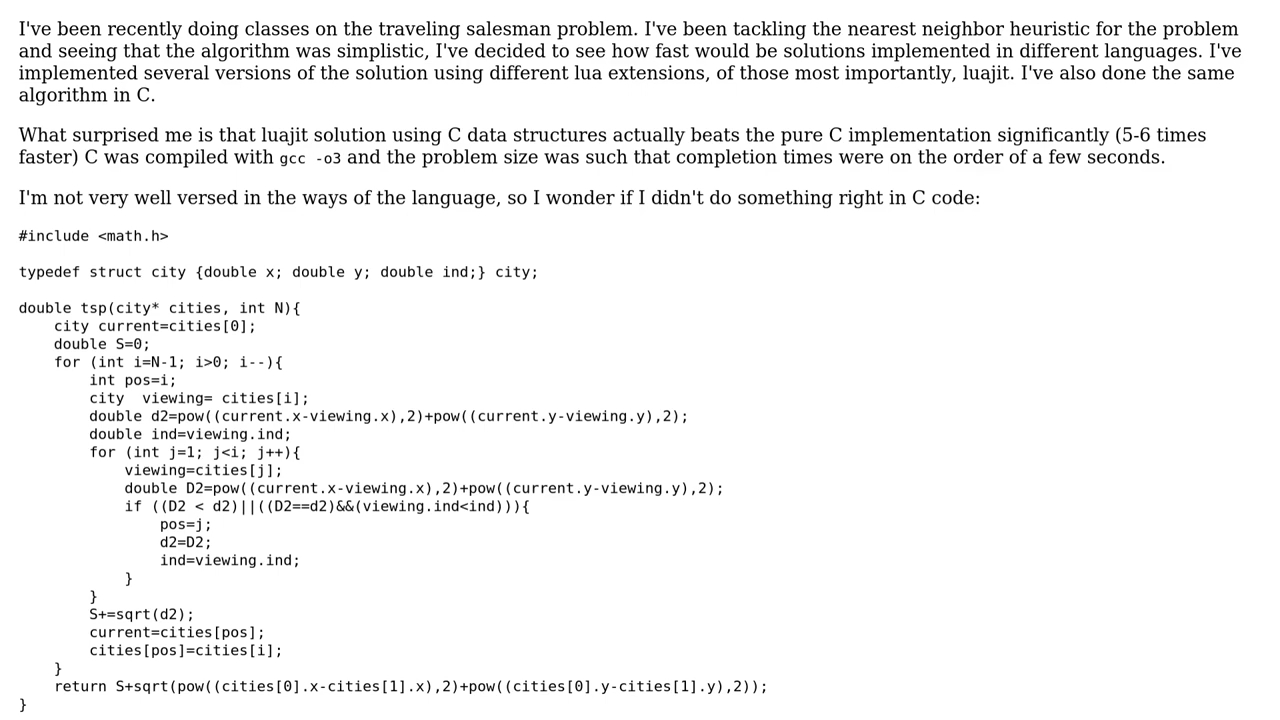 I've been recently doing classes on the traveling salesman problem. I've been tackling the nearest neighbor heuristic for the problem
and seeing that the algorithm was simplistic, I've decided to see how fast would be solutions implemented in different languages. I've
implemented several versions of the solution using different lua extensions, of those most importantly, luajit. I've also done the same
algorithm in C.
What surprised me is that luajit solution using C data structures actually beats the pure C implementation significantly (5-6 times
faster) C was compiled with gcc -o3 and the problem size was such that completion times were on the order of a few seconds.
I'm not very well versed in the ways of the language, so I wonder if I didn't do something right in C code:
#include <math.h>
typedef struct city {double x; double y; double ind;} city;
double tsp(city* cities, int N){
    city current=cities[0];
    double S=0;
    for (int i=N-1; i>0; i--){
        int pos=i;
        city  viewing= cities[i];
        double d2=pow((current.x-viewing.x),2)+pow((current.y-viewing.y),2);
        double ind=viewing.ind;
        for (int j=1; j<i; j++){
            viewing=cities[j];
            double D2=pow((current.x-viewing.x),2)+pow((current.y-viewing.y),2);
            if ((D2 < d2)||((D2==d2)&&(viewing.ind<ind))){
                pos=j;
                d2=D2;
                ind=viewing.ind;
            }
        }
        S+=sqrt(d2);
        current=cities[pos];
        cities[pos]=cities[i];
    }
    return S+sqrt(pow((cities[0].x-cities[1].x),2)+pow((cities[0].y-cities[1].y),2));
}